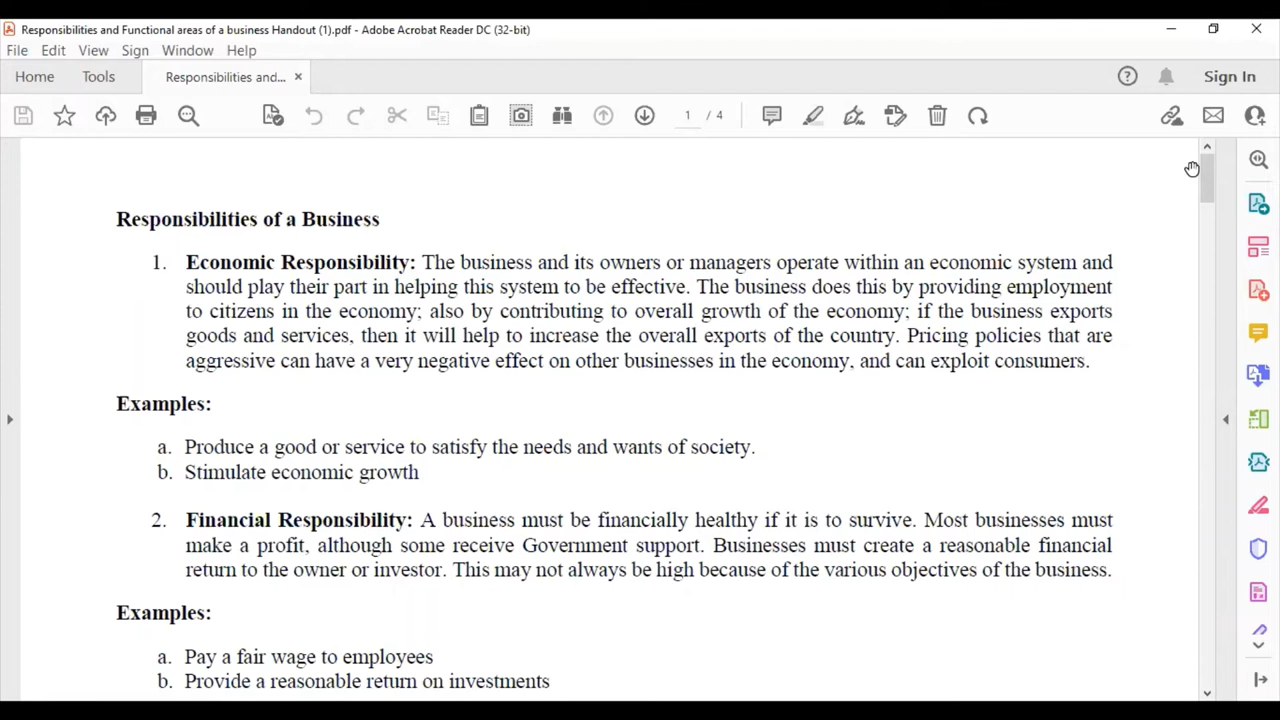 Responsibilities and Functional areas of a business Handout (1).pdf - Adobe Acrobat Reader DC (32-bit)
File Edit View Sign Window Help
Home Tools Responsibilities and... × Sign In
1 / 4
Responsibilities of a Business
1. Economic Responsibility: The business and its owners or managers operate within an economic system and
should play their part in helping this system to be effective. The business does this by providing employment
to citizens in the economy; also by contributing to overall growth of the economy; if the business exports
goods and services, then it will help to increase the overall exports of the country. Pricing policies that are
aggressive can have a very negative effect on other businesses in the economy, and can exploit consumers.
Examples:
a. Produce a good or service to satisfy the needs and wants of society.
b. Stimulate economic growth
2. Financial Responsibility: A business must be financially healthy if it is to survive. Most businesses must
make a profit, although some receive Government support. Businesses must create a reasonable financial
return to the owner or investor. This may not always be high because of the various objectives of the business.
Examples:
a. Pay a fair wage to employees
b. Provide a reasonable return on investments